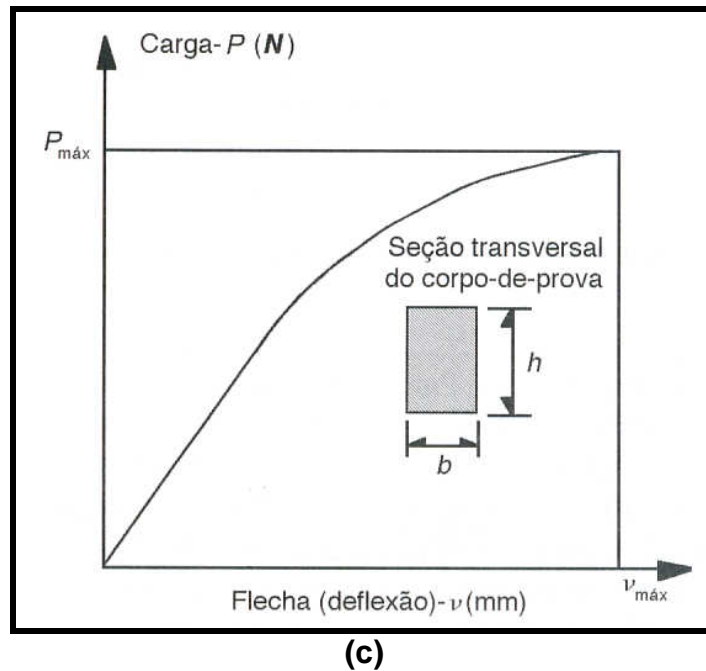 Carga- P (N)
Pmáx
Seção transversal
do corpo-de-prova
h
b
Flecha (deflexão)- ν (mm)
νmáx
(c)